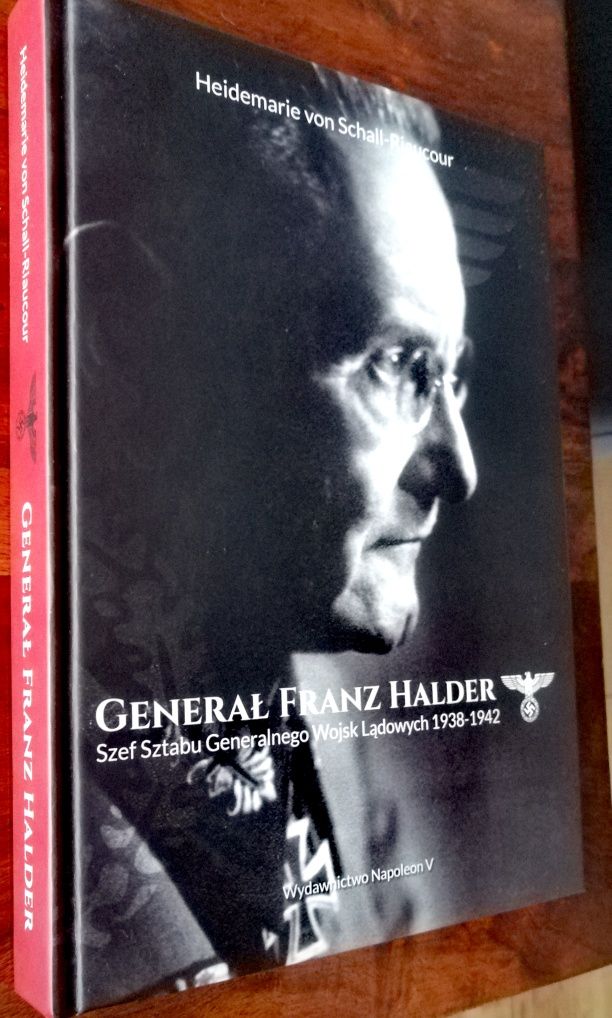 Heidemarie von Schall-Riaucour
GENERAŁ FRANZ HALDER
Heidemarie von Schall-Riaucour
GENERAŁ FRANZ HALDER
Szef Sztabu Generalnego Wojsk Lądowych 1938-1942
Wydawnictwo Napoleon V